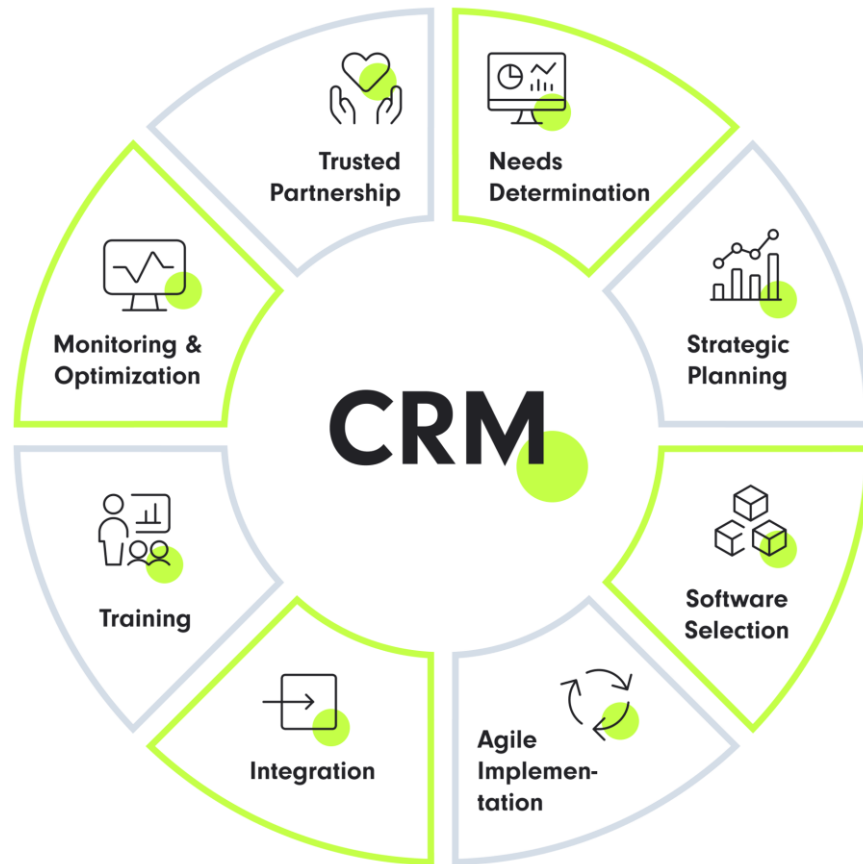 Trusted
Partnership
Needs
Determination
Strategic
Planning
Software
Selection
Agile
Implemen-
tation
Integration
Training
Monitoring &
Optimization
CRM